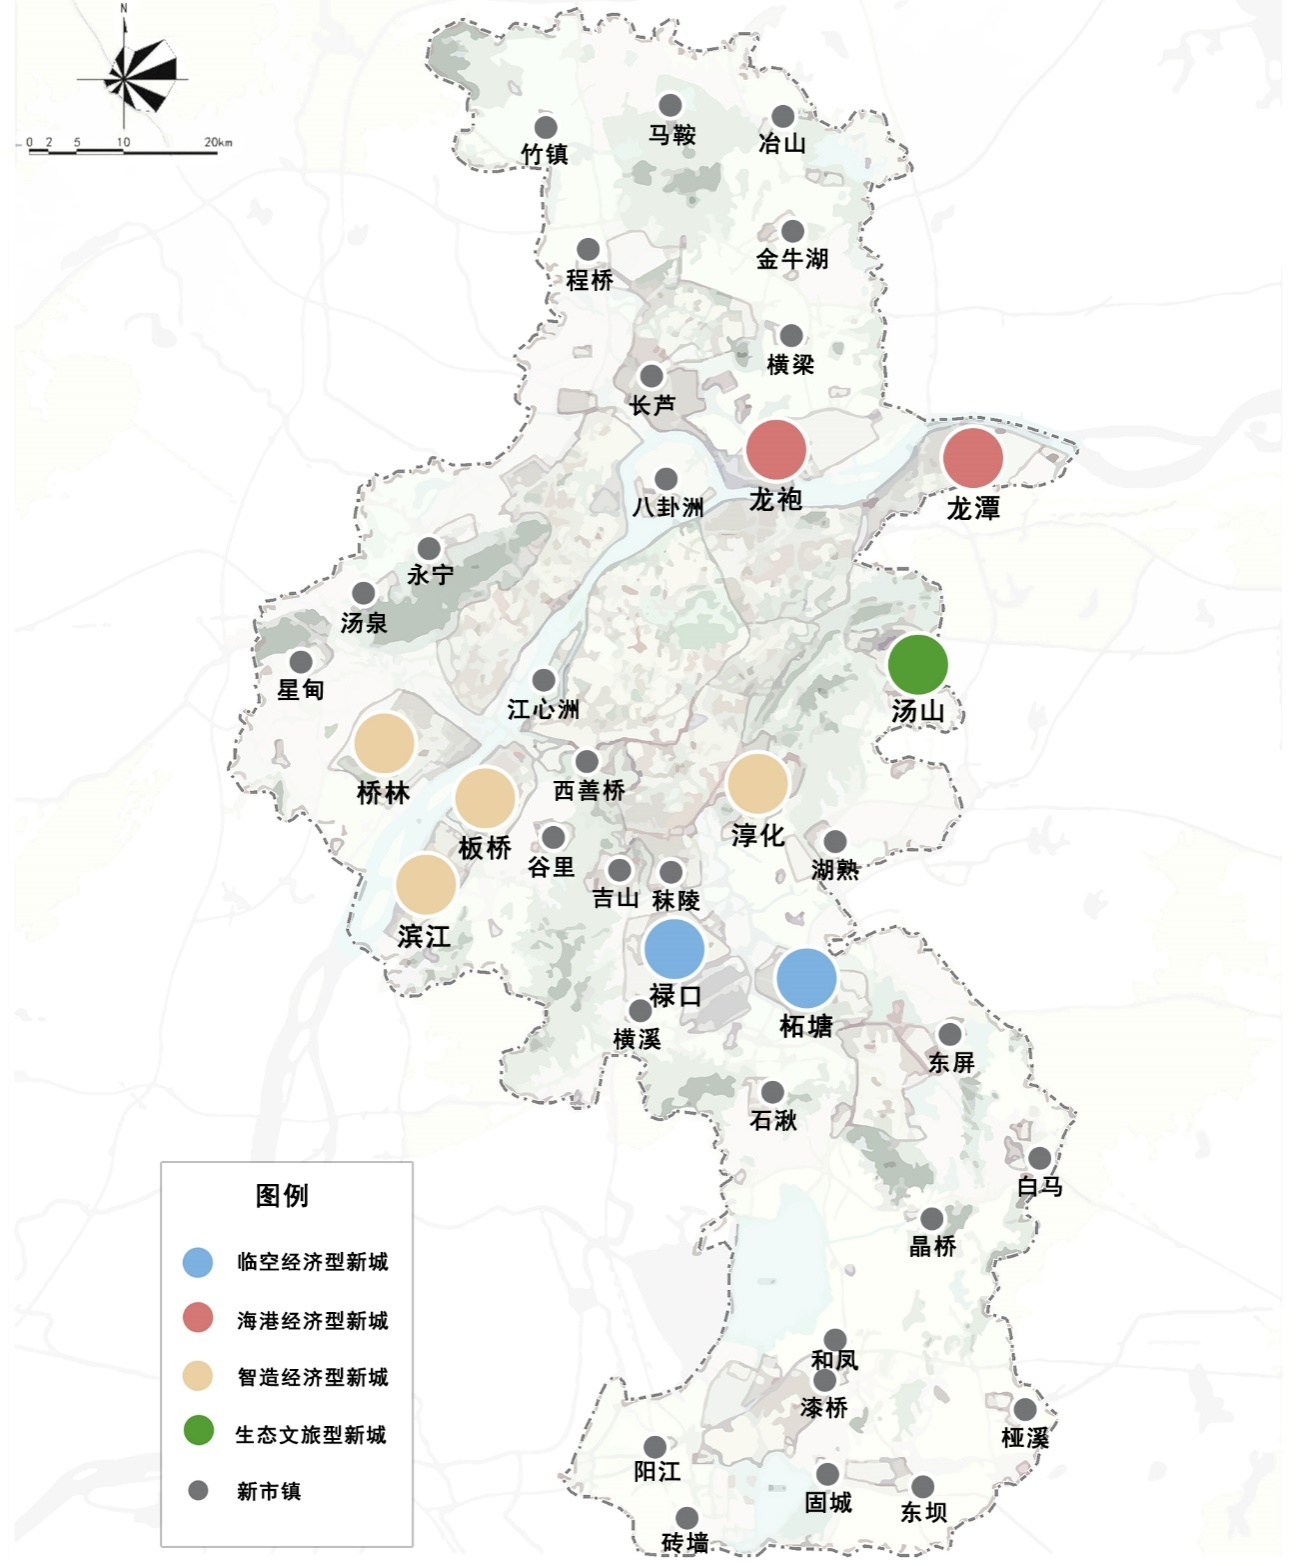 N
0 2 5 10 20km
马鞍
冶山
竹镇
金牛湖
程桥
横梁
长芦
龙袍
八卦洲
龙潭
永宁
汤泉
星甸
江心洲
汤山
桥林
西善桥
板桥
淳化
谷里
湖熟
吉山
秣陵
滨江
禄口
柘塘
横溪
东屏
石湫
白马
晶桥
和凤
漆桥
桠溪
阳江
固城
东坝
砖墙
图例
临空经济型新城
海港经济型新城
智造经济型新城
生态文旅型新城
新市镇